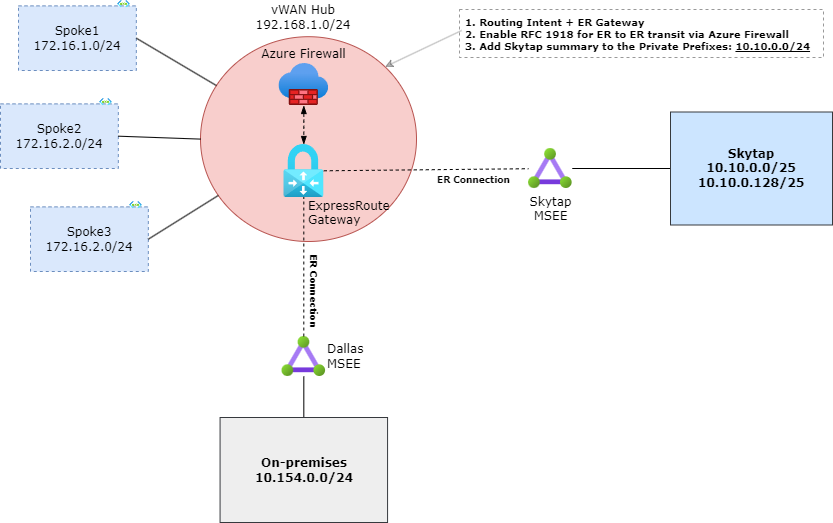 vWAN Hub
192.168.1.0/24
Spoke1
172.16.1.0/24
Azure Firewall
1. Routing Intent + ER Gateway
2. Enable RFC 1918 for ER to ER transit via Azure Firewall
3. Add Skytap summary to the Private Prefixes: 10.10.0.0/24
Spoke2
172.16.2.0/24
Skytap
10.10.0.0/25
10.10.0.128/25
ER Connection
Skytap
MSEE
ExpressRoute
Gateway
Spoke3
172.16.2.0/24
ER Connection
Dallas
MSEE
On-premises
10.154.0.0/24